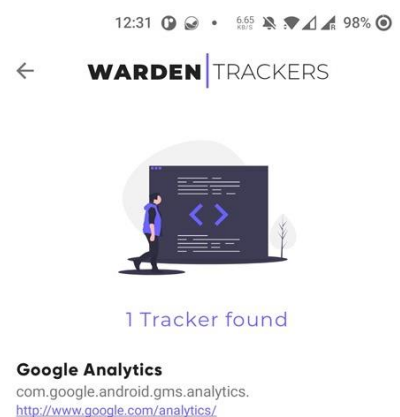 12:31 6.65 KB/S R 98%
WARDEN TRACKERS
1 Tracker found
Google Analytics
com.google.android.gms.analytics.
http://www.google.com/analytics/